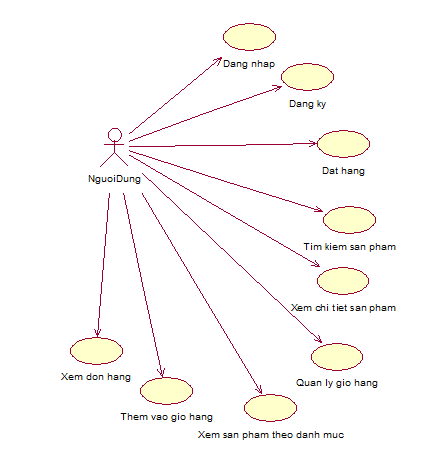 Dang nhap
Dang ky
Dat hang
NguoiDung
Tim kiem san pham
Xem chi tiet san pham
Quan ly gio hang
Xem don hang
Them vao gio hang
Xem san pham theo danh muc